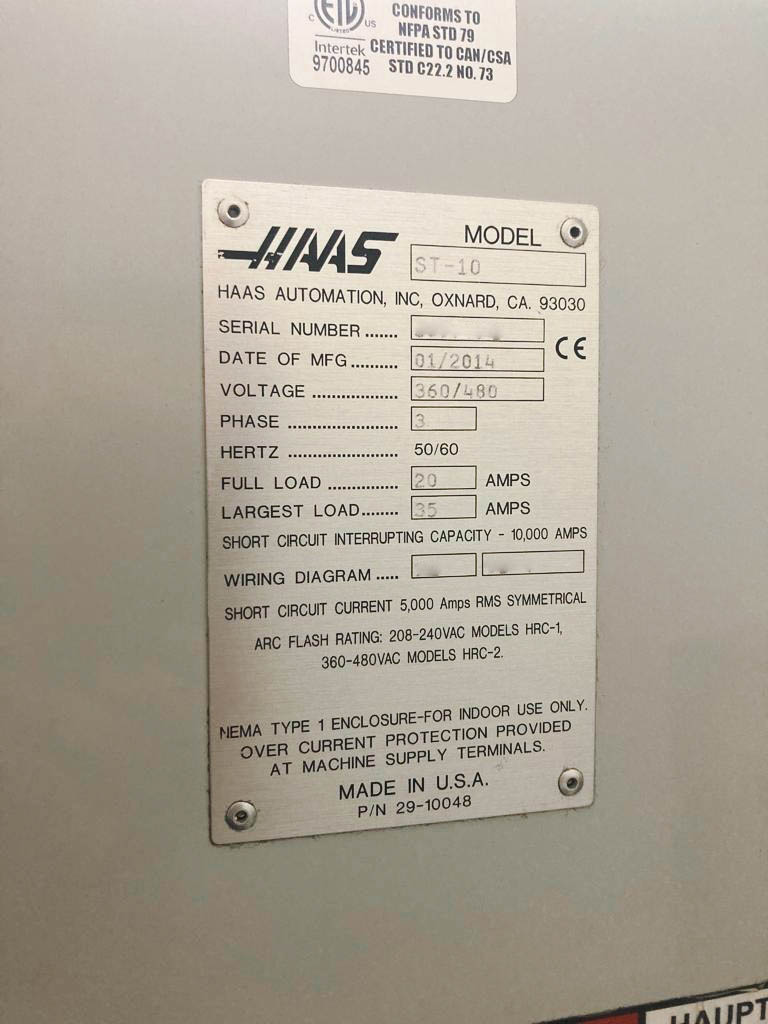 c ETL us
LISTED
Intertek
9700845
CONFORMS TO
NFPA STD 79
CERTIFIED TO CAN/CSA
STD C22.2 NO. 73
HAAS
MODEL ST-10
HAAS AUTOMATION, INC, OXNARD, CA. 93030
SERIAL NUMBER .......
CE
DATE OF MFG .......... 01/2014
VOLTAGE .................. 360/480
PHASE ....................... 3
HERTZ ....................... 50/60
FULL LOAD ............... 20 AMPS
LARGEST LOAD........ 35 AMPS
SHORT CIRCUIT INTERRUPTING CAPACITY - 10,000 AMPS
WIRING DIAGRAM .....
SHORT CIRCUIT CURRENT 5,000 Amps RMS SYMMETRICAL
ARC FLASH RATING: 208-240VAC MODELS HRC-1,
360-480VAC MODELS HRC-2.
NEMA TYPE 1 ENCLOSURE-FOR INDOOR USE ONLY.
OVER CURRENT PROTECTION PROVIDED
AT MACHINE SUPPLY TERMINALS.
MADE IN U.S.A.
P/N 29-10048
HAUPT